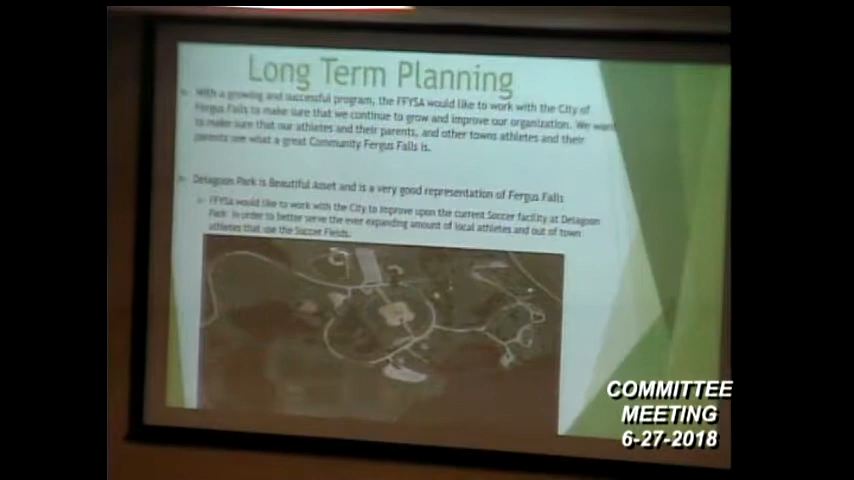 Long Term Planning
With a growing and successful program, the FFYSA would like to work with the City of
Fergus Falls to make sure that we continue to grow and improve our organization. We want
to make sure that our athletes and their parents, and other towns athletes and their
parents see what a great Community Fergus Falls is.
Delagoon Park is Beautiful Asset and is a very good representation of Fergus Falls
FFYSA would like to work with the City to improve upon the current Soccer facility at Delagoon
Park in order to better serve the ever expanding amount of local athletes and out of town
athletes that use the Soccer Fields.
COMMITTEE
MEETING
6-27-2018